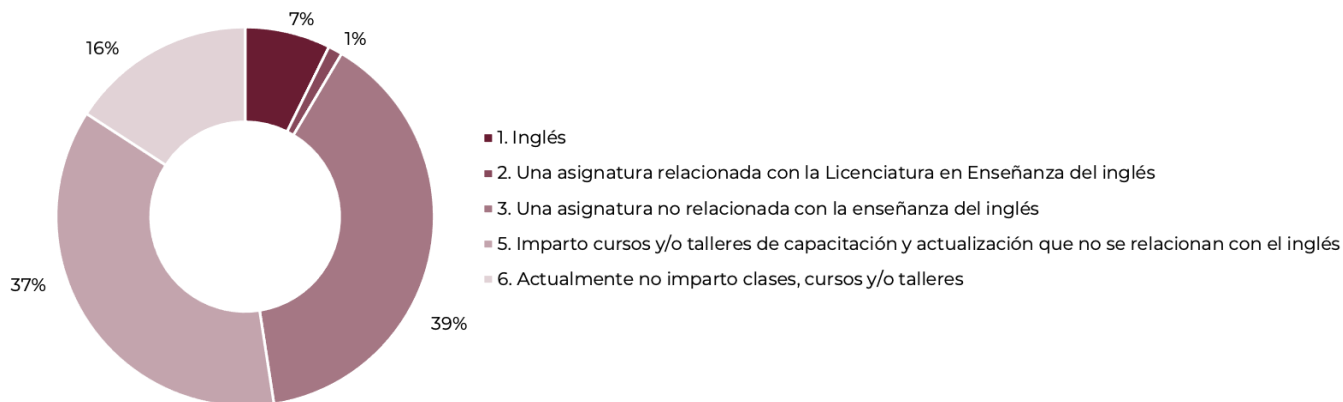 7%
1%
16%
37%
39%
1. Inglés
2. Una asignatura relacionada con la Licenciatura en Enseñanza del inglés
3. Una asignatura no relacionada con la enseñanza del inglés
5. Imparto cursos y/o talleres de capacitación y actualización que no se relacionan con el inglés
6. Actualmente no imparto clases, cursos y/o talleres